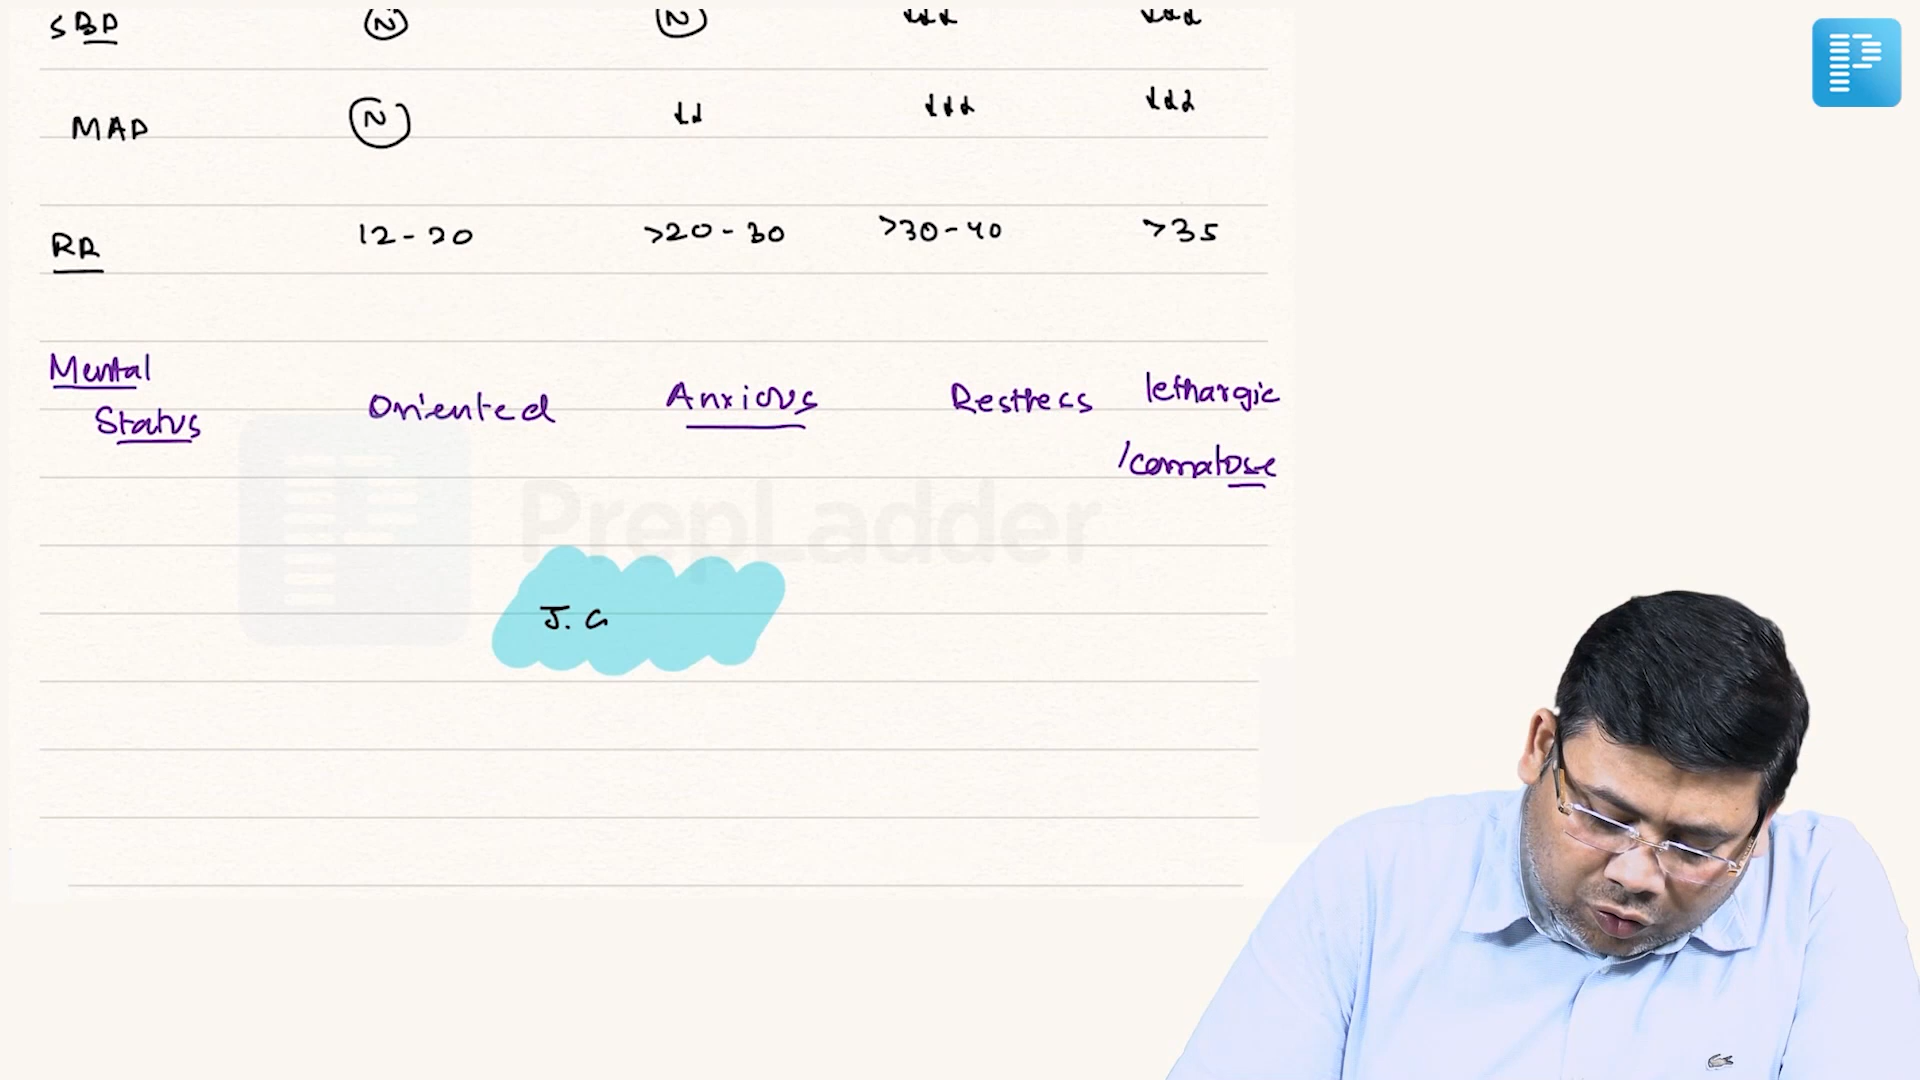 SBP N N ↓↓↓ ↓↓↓
MAP N ↓↓ ↓↓↓ ↓↓↓
RR 12-20 >20-30 >30-40 >35
Mental Status Oriented Anxious Restless lethargic /comatose
PrepLadder
J. G